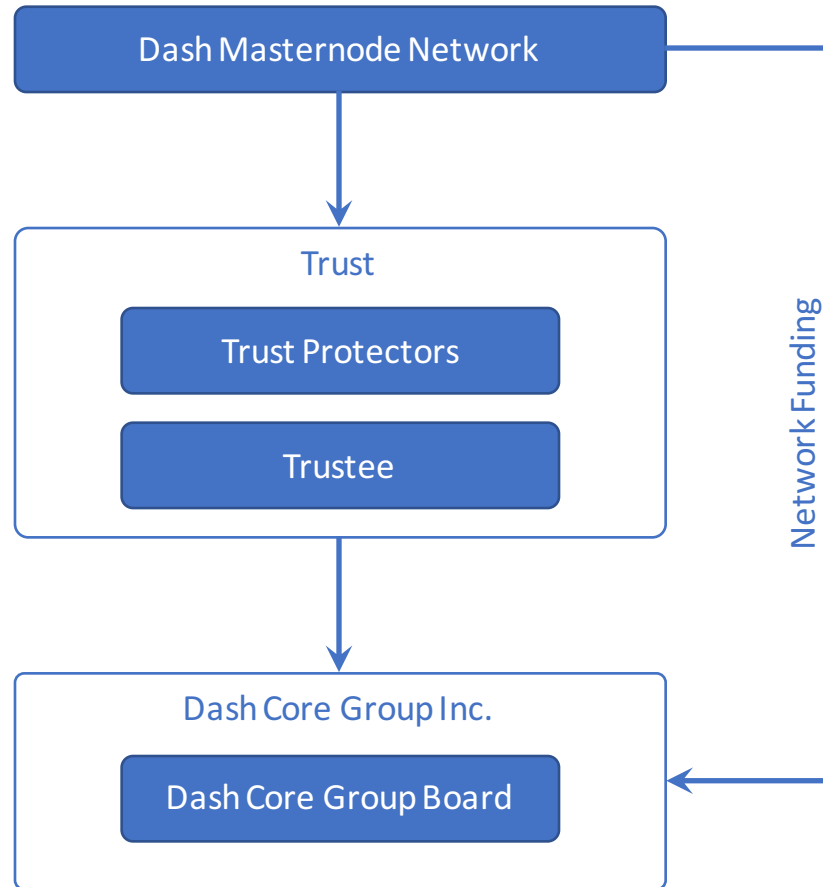 Dash Masternode Network
Trust
Trust Protectors
Trustee
Network Funding
Dash Core Group Inc.
Dash Core Group Board